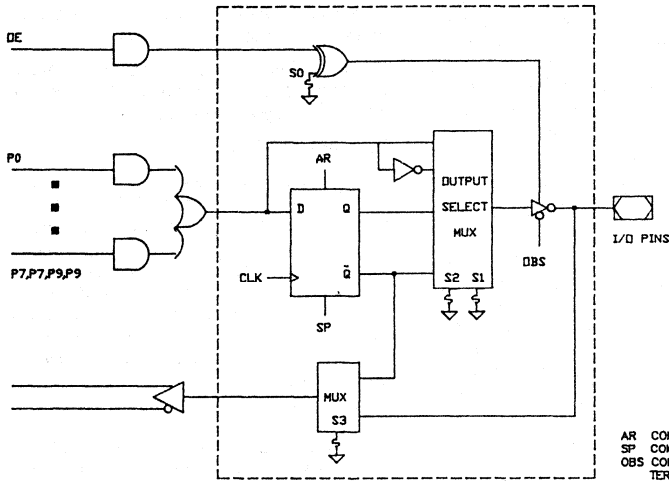 OE
S0
P0
AR
OUTPUT
D
Q
SELECT
MUX
I/O PINS
P7,P7,P9,P9
CLK
Q̅
S2 S1
OBS
SP
MUX
S3
AR
SP
OBS